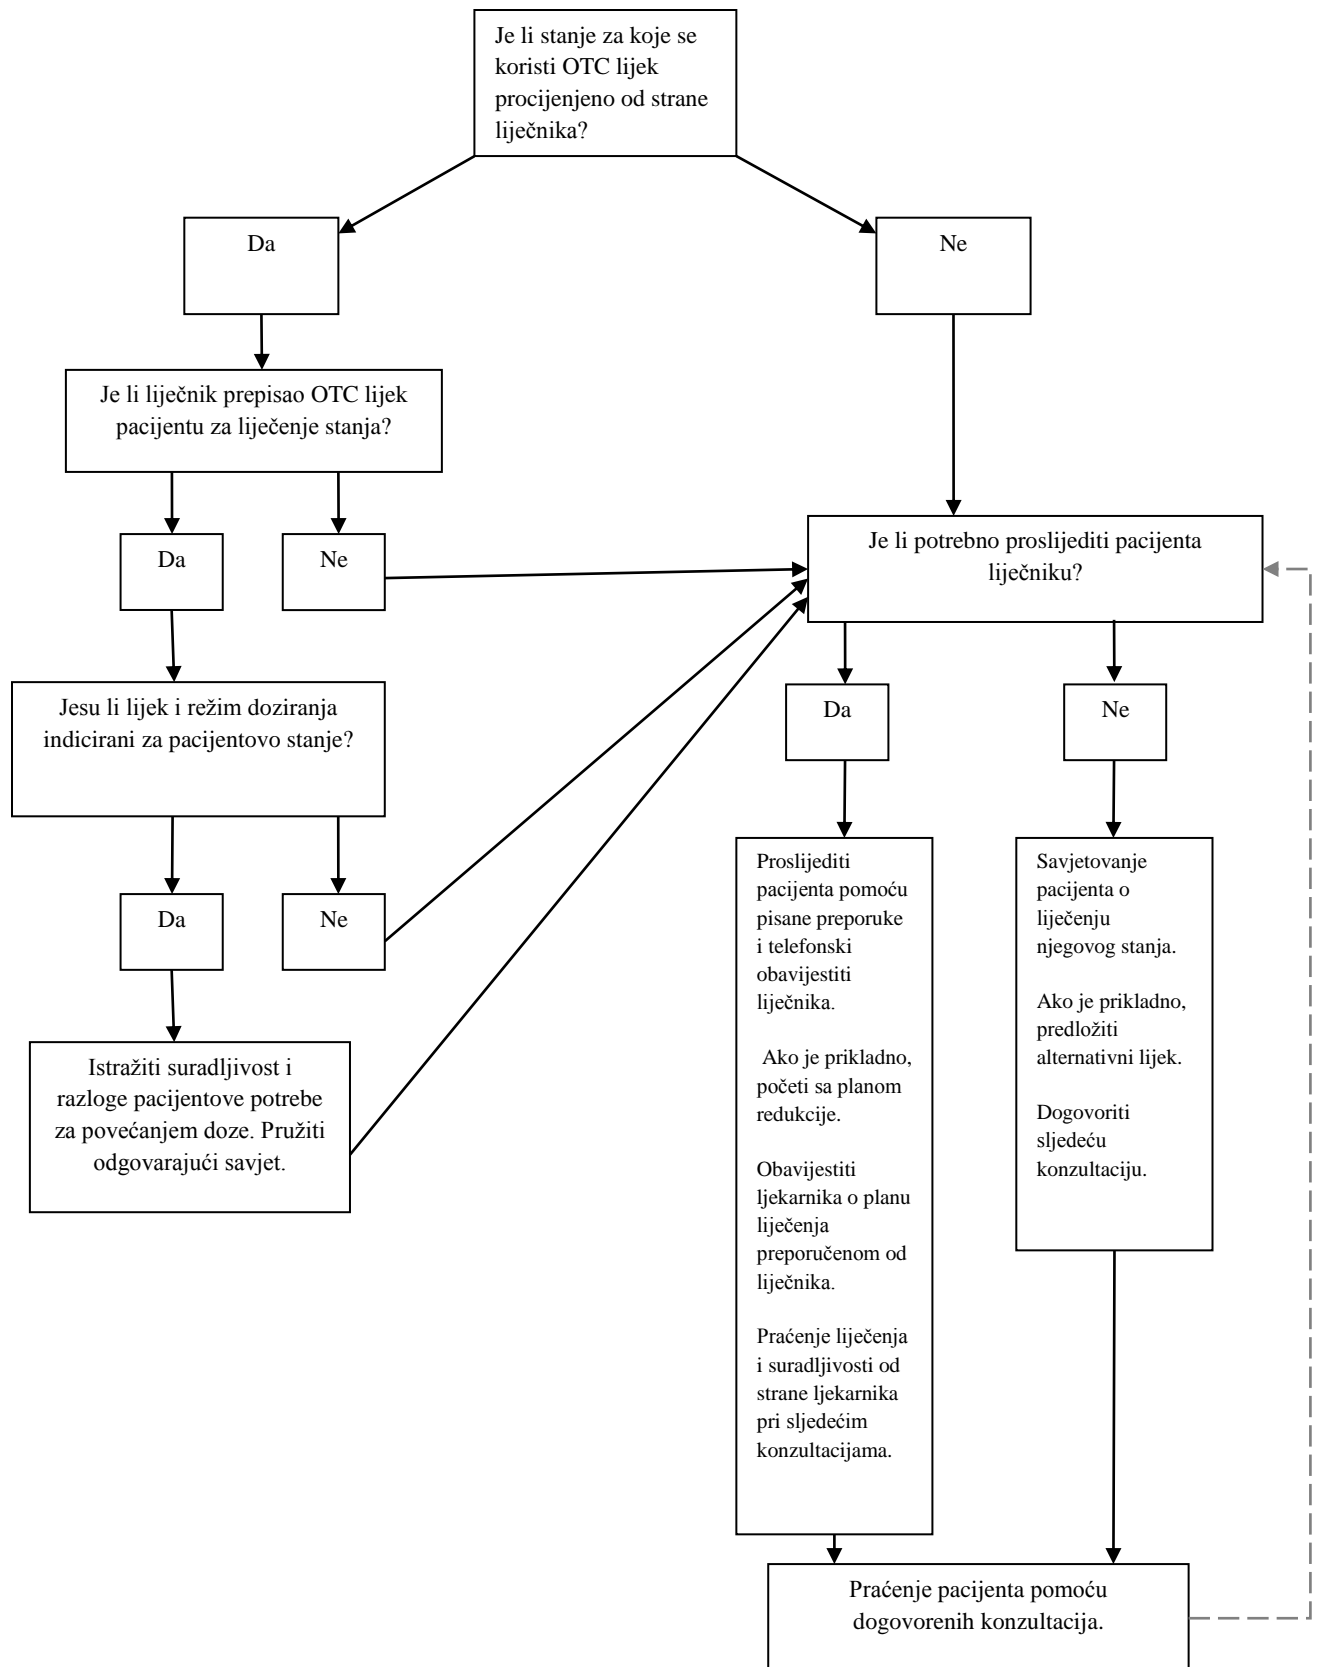 Je li stanje za koje se
koristi OTC lijek
procijenjeno od strane
liječnika?
Da
Ne
Je li liječnik prepisao OTC lijek
pacijentu za liječenje stanja?
Da
Ne
Je li potrebno proslijediti pacijenta
liječniku?
Jesu li lijek i režim doziranja
indicirani za pacijentovo stanje?
Da
Ne
Da
Ne
Istražiti suradljivost i
razloge pacijentove potrebe
za povećanjem doze. Pružiti
odgovarajući savjet.
Proslijediti
pacijenta pomoću
pisane preporuke
i telefonski
obavijestiti
liječnika.
Ako je prikladno,
početi sa planom
redukcije.
Obavijestiti
ljekarnika o planu
liječenja
preporučenom od
liječnika.
Praćenje liječenja
i suradljivosti od
strane ljekarnika
pri sljedećim
konzultacijama.
Savjetovanje
pacijenta o
liječenju
njegovog stanja.
Ako je prikladno,
predložiti
alternativni lijek.
Dogovoriti
sljedeću
konzultaciju.
Praćenje pacijenta pomoću
dogovorenih konzultacija.